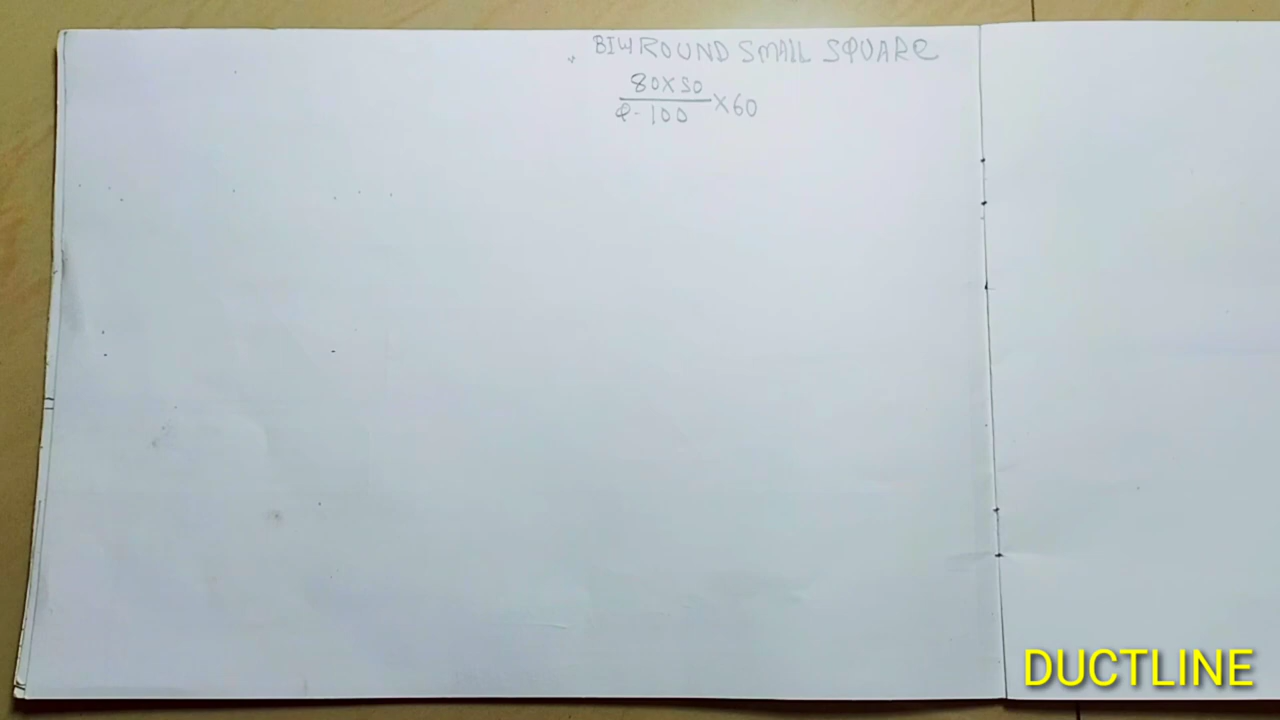 BIW ROUND SMALL SQUARE
80X50
φ. 100 X60
DUCTLINE